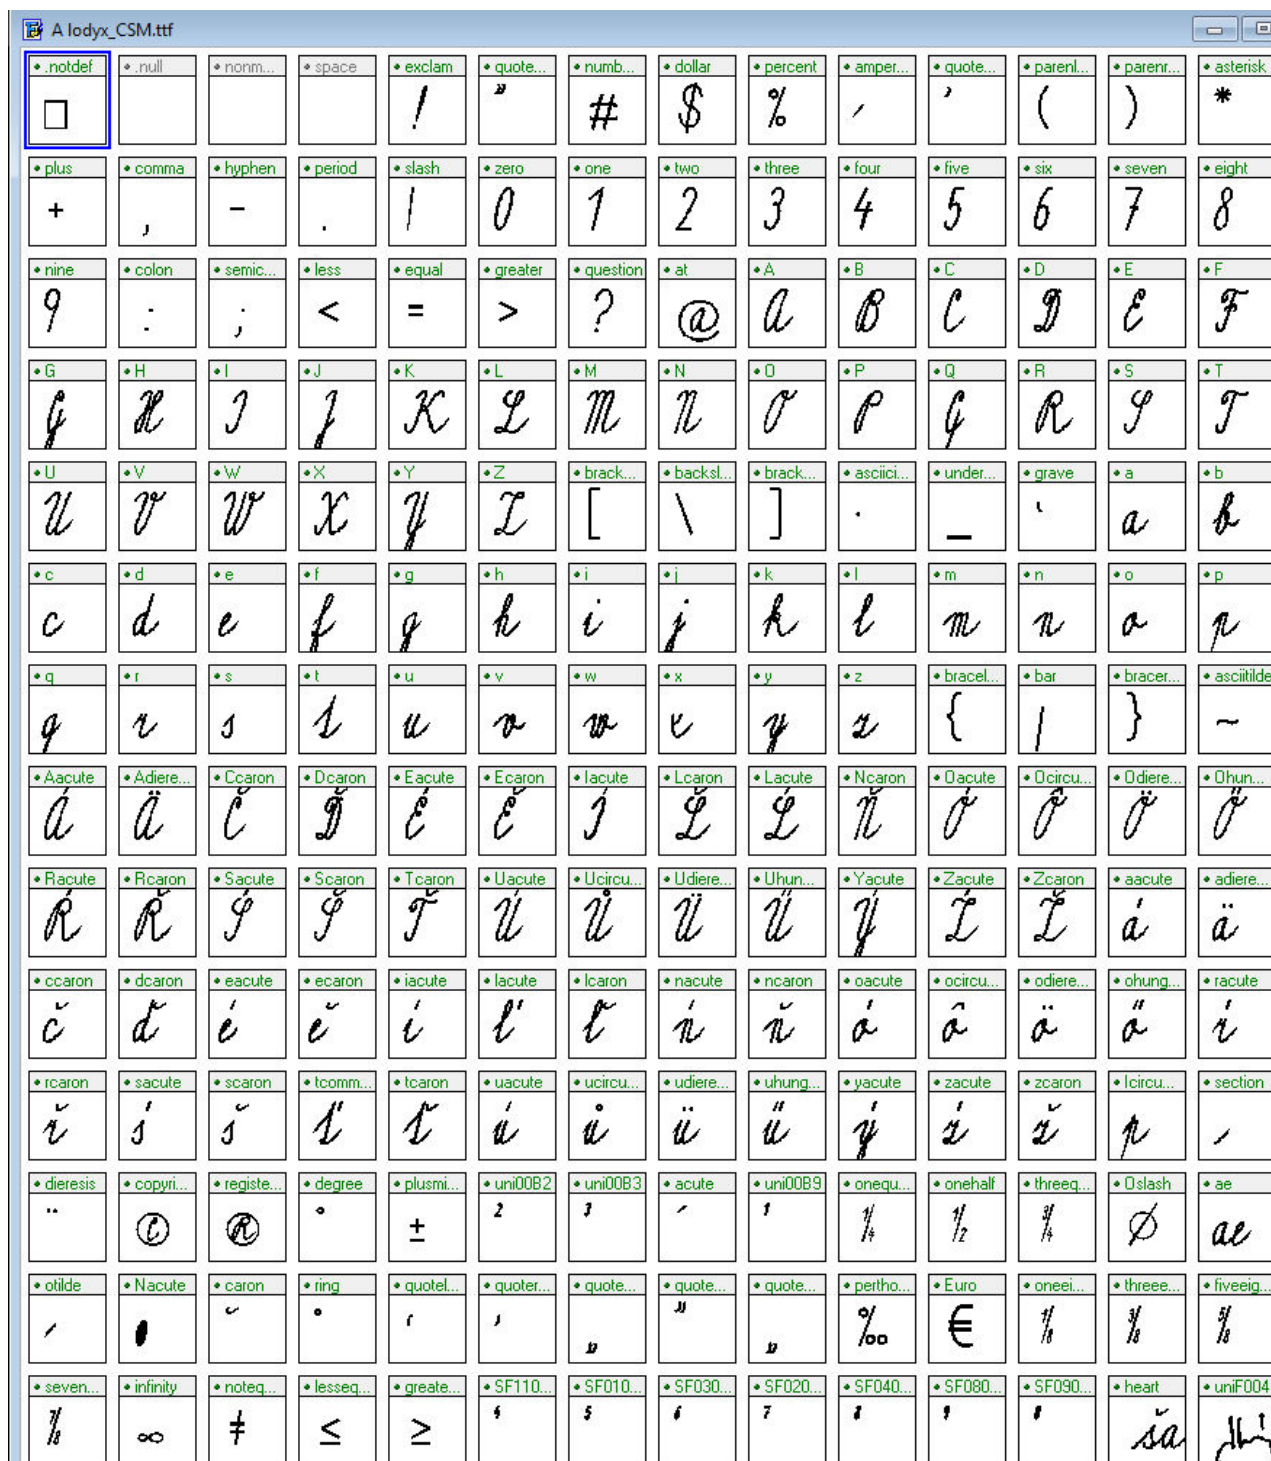 A Iodyx_CSM.ttf
.notdef .null nonm... space exclam quote... numb... dollar percent amper... quote... parenl... parenr... asterisk
! " # $ % ⸝ ' ( ) *
plus comma hyphen period slash zero one two three four five six seven eight
+ , - . / 0 1 2 3 4 5 6 7 8
nine colon semic... less equal greater question at A B C D E F
9 : ; < = > ? @ A B C D E F
G H I J K L M N O P Q R S T
G H I J K L M N O P Q R S T
U V W X Y Z brack... backsl... brack... asciici... under... grave a b
U V W X Y Z [ \ ] . _ ` a b
c d e f g h i j k l m n o p
c d e f g h i j k l m n o p
q r s t u v w x y z bracel... bar bracer... asciitilde
q r s t u v w x y z { | } ~
Aacute Adiere... Ccaron Dcaron Eacute Ecaron Iacute Lcaron Lacute Ncaron Oacute Ocircu... Odiere... Ohun...
Á Ä Č Ď É Ě Í Ľ Ĺ Ň Ó Ô Ö Ő
Racute Rcaron Sacute Scaron Tcaron Uacute Ucircu... Udiere... Uhun... Yacute Zacute Zcaron aacute adiere...
Ŕ Ř Ś Š Ť Ú Ů Ü Ű Ý Ź Ž á ä
ccaron dcaron eacute ecaron iacute lacute lcaron nacute ncaron oacute ocircu... odiere... ohung... racute
č ď é ě í ľ ľ ń ň ó ô ö ő ŕ
rcaron sacute scaron tcomm... tcaron uacute ucircu... udiere... uhung... yacute zacute zcaron Icircu... section
ř ś š ť ť ú ů ü ű ý ź ž p ⸝
dieresis copyri... registe... degree plusmi... uni00B2 uni00B3 acute uni00B9 onequ... onehalf threeq... Oslash ae
¨ © ® ° ± ² ³ ´ ¹ ¼ ½ ¾ Ø ae
otilde Nacute caron ring quotel... quoter... quote... quote... quote... pertho... Euro oneei... threee... fiveeig...
ˇ ˚ ‘ ’ „ ” „ ‰ € ⅛ ⅜ ⅝
seven... infinity noteq... lesseq... greate... SF110... SF010... SF030... SF020... SF040... SF080... SF090... heart uniF004
⅞ ∞ ≠ ≤ ≥ ⁴ ⁵ ⁶ ⁷ ⁸ ⁹ ša